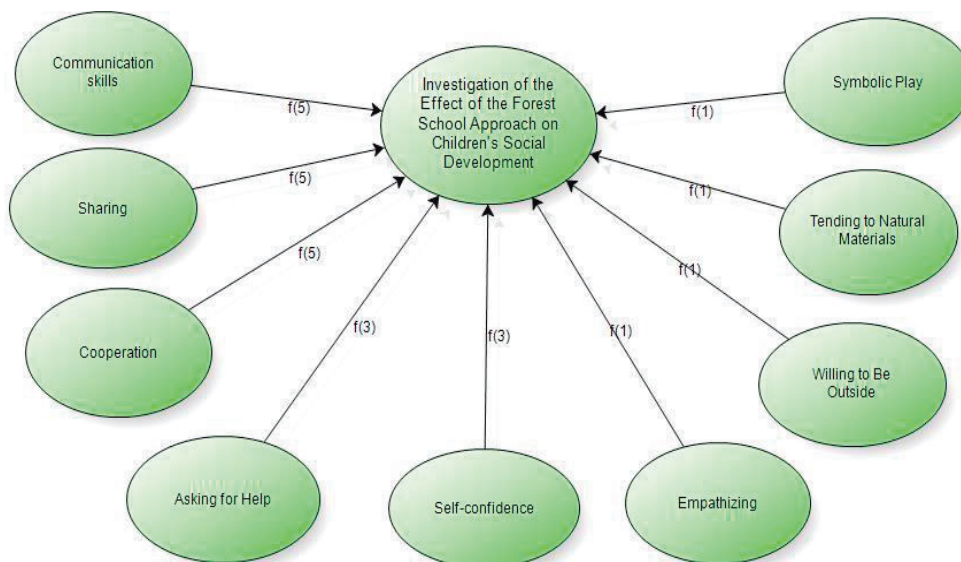 Communication
skills
Investigation of the
Effect of the Forest
School Approach on
Children's Social
Development
Symbolic Play
f(5)
f(1)
Sharing
f(5)
f(1)
Tending to Natural
Materials
f(5)
f(1)
Cooperation
f(3)
f(3)
f(1)
Willing to Be
Outside
Asking for Help
Self-confidence
Empathizing